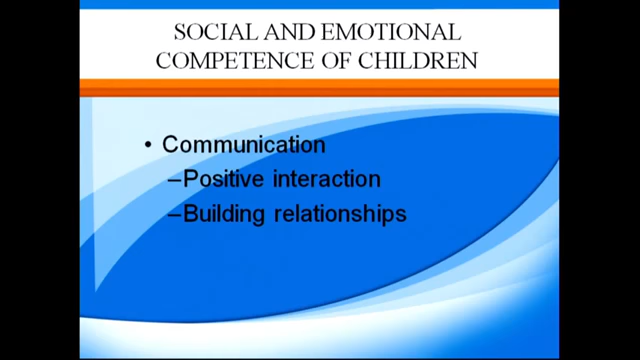 SOCIAL AND EMOTIONAL
COMPETENCE OF CHILDREN
• Communication
–Positive interaction
–Building relationships